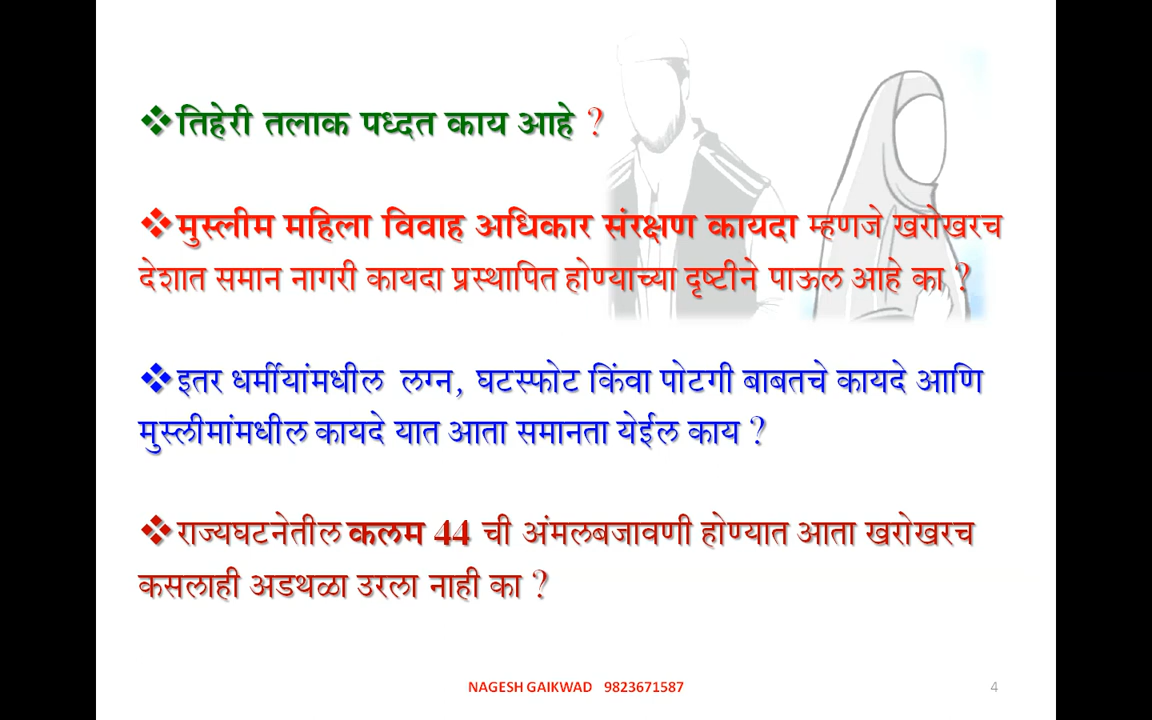 ❖तिहेरी तलाक पध्दत काय आहे ?
❖मुस्लीम महिला विवाह अधिकार संरक्षण कायदा म्हणजे खरोखरच
देशात समान नागरी कायदा प्रस्थापित होण्याच्या दृष्टीने पाऊल आहे का ?
❖इतर धर्मीयांमधील लग्न, घटस्फोट किंवा पोटगी बाबतचे कायदे आणि
मुस्लीमांमधील कायदे यात आता समानता येईल काय ?
❖राज्यघटनेतील कलम 44 ची अंमलबजावणी होण्यात आता खरोखरच
कसलाही अडथळा उरला नाही का ?
NAGESH GAIKWAD 9823671587
4